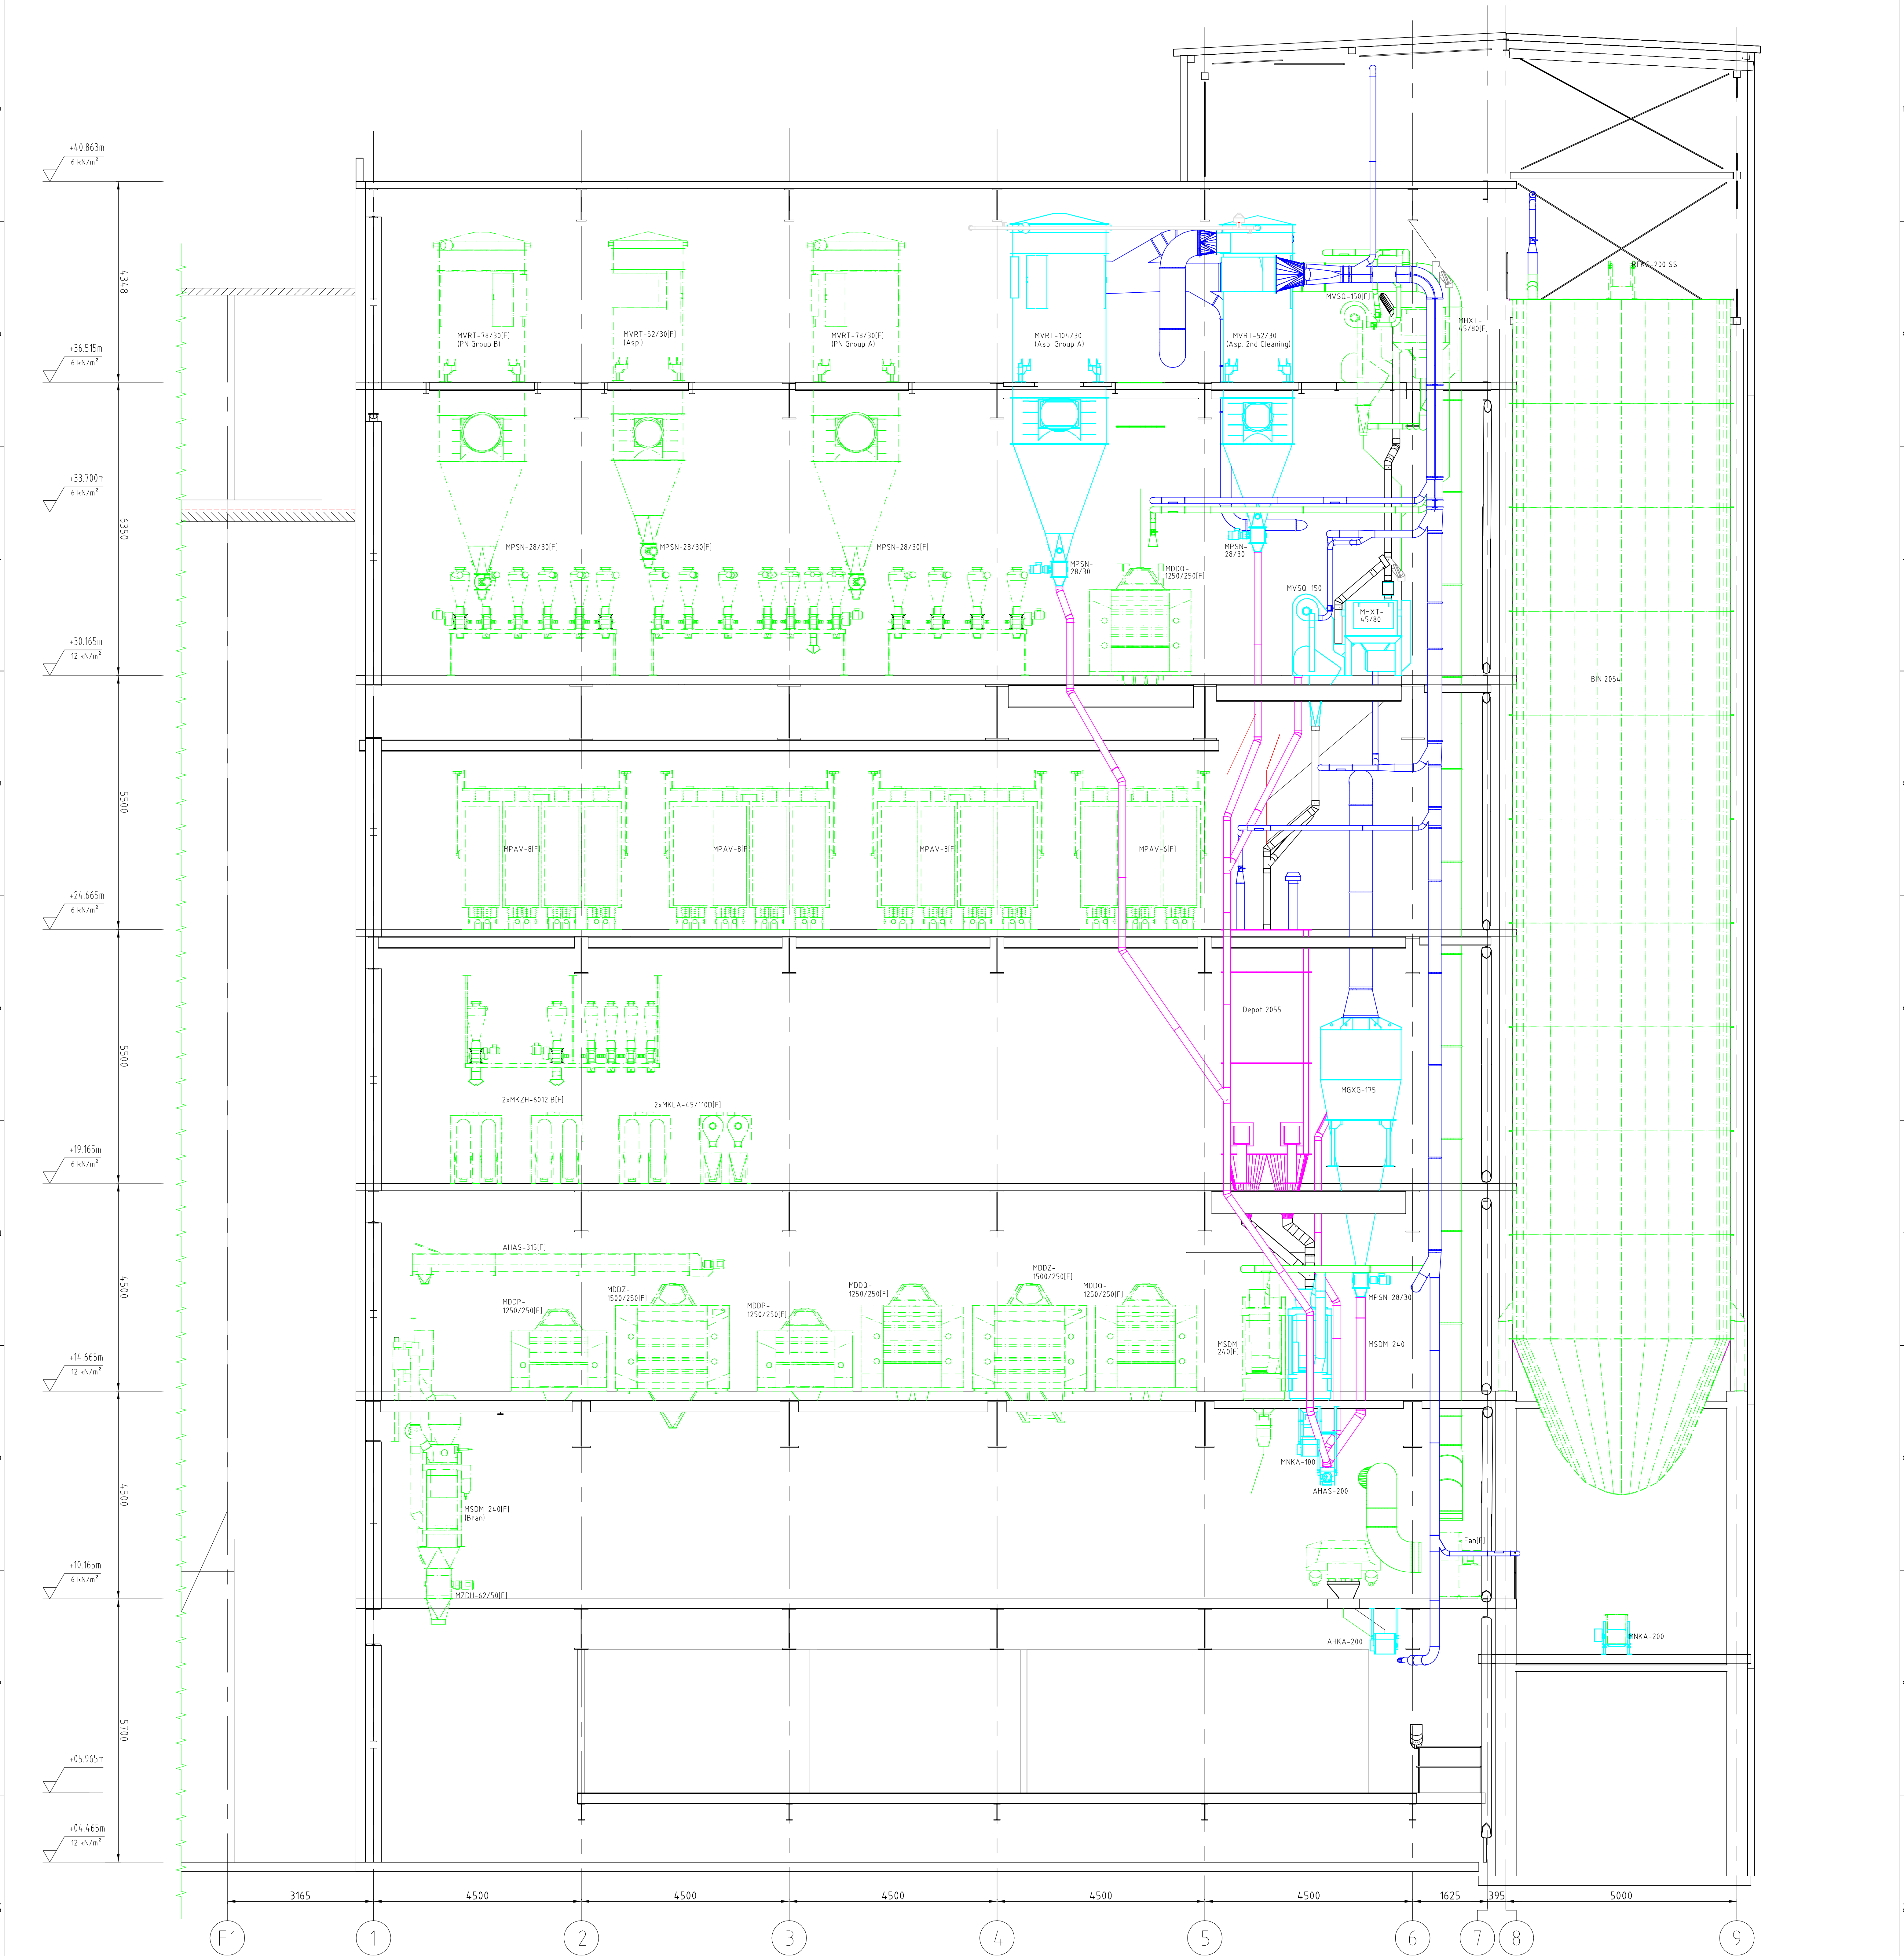 +40.863m
6 kN/m²
4348
RFKG-200 SS
MVSQ-150[F]
MHXT-
45/80[F]
MVRT-78/30[F]
(PN Group B)
MVRT-52/30[F]
(Asp.)
MVRT-78/30[F]
(PN Group A)
MVRT-104/30
(Asp. Group A)
MVRT-52/30
(Asp. 2nd Cleaning)
+36.515m
6 kN/m²
+33.700m
6 kN/m²
6350
MPSN-28/30[F]
MPSN-28/30[F]
MPSN-28/30[F]
MPSN-
28/30
MDDQ-
1250/250[F]
MPSN-
28/30
MVSQ-150
MHXT-
45/80
+30.165m
12 kN/m²
BIN 2054
5500
MPAV-8[F]
MPAV-8[F]
MPAV-8[F]
MPAV-6[F]
+24.665m
6 kN/m²
Depot 2055
5500
MGXG-175
2xMKZH-6012 B[F]
2xMKLA-45/110D[F]
+19.165m
6 kN/m²
AHAS-315[F]
4500
MDDP-
1250/250[F]
MDDZ-
1500/250[F]
MDDP-
1250/250[F]
MDDQ-
1250/250[F]
MDDZ-
1500/250[F]
MDDQ-
1250/250[F]
MPSN-28/30
MSDM-
240[F]
MSDM-240
+14.665m
12 kN/m²
MNKA-100
AHAS-200
4500
MSDM-240[F]
(Bran)
Fan[F]
+10.165m
6 kN/m²
MZDH-62/50[F]
AHKA-200
MNKA-200
5700
+05.965m
+04.465m
12 kN/m²
3165
4500
4500
4500
4500
4500
1625
395
5000
F1
1
2
3
4
5
6
7
8
9